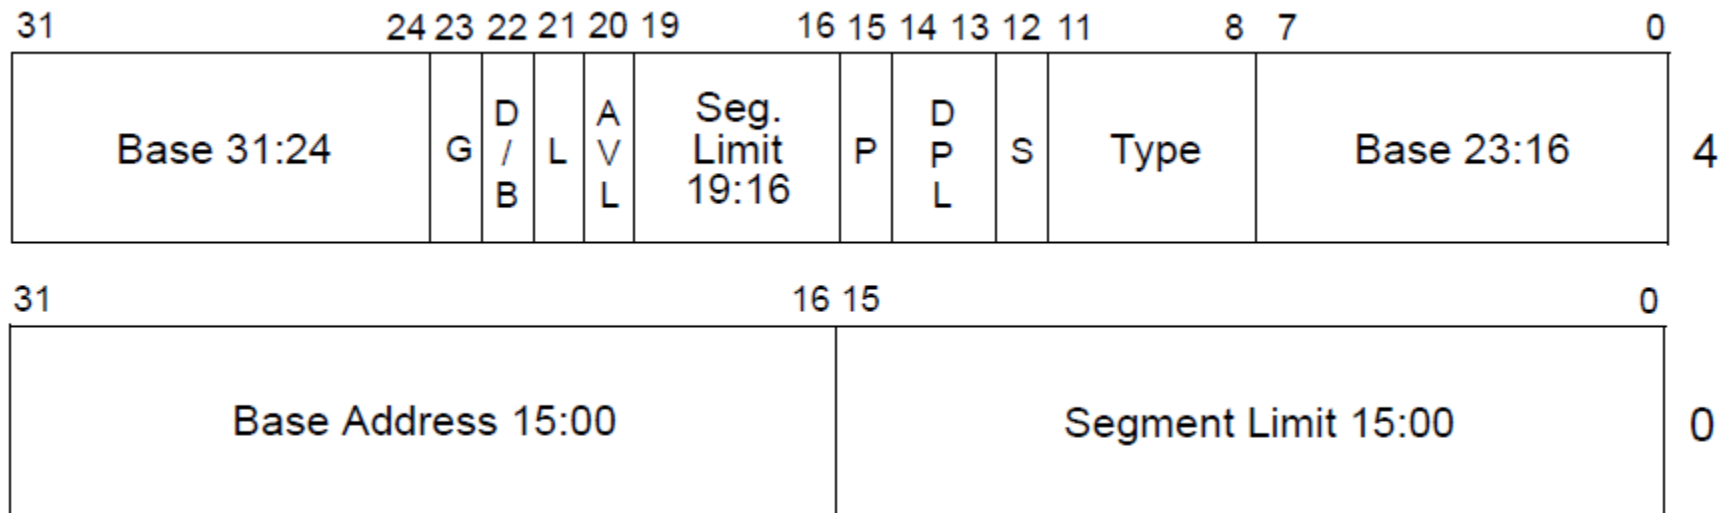 31 24 23 22 21 20 19 16 15 14 13 12 11 8 7 0
Base 31:24 G D/B L AVL Seg. Limit 19:16 P DPL S Type Base 23:16 4
31 16 15 0
Base Address 15:00 Segment Limit 15:00 0